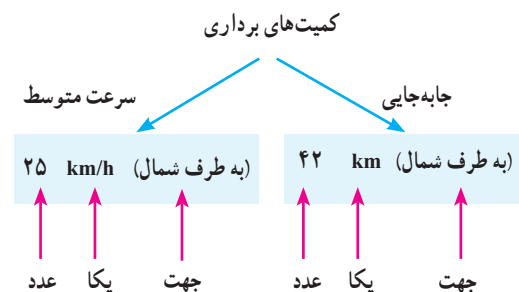 کمیت‌های برداری
جابه‌جایی
سرعت متوسط
۴۲ km (به طرف شمال)
۲۵ km/h (به طرف شمال)
عدد یکا جهت
عدد یکا جهت